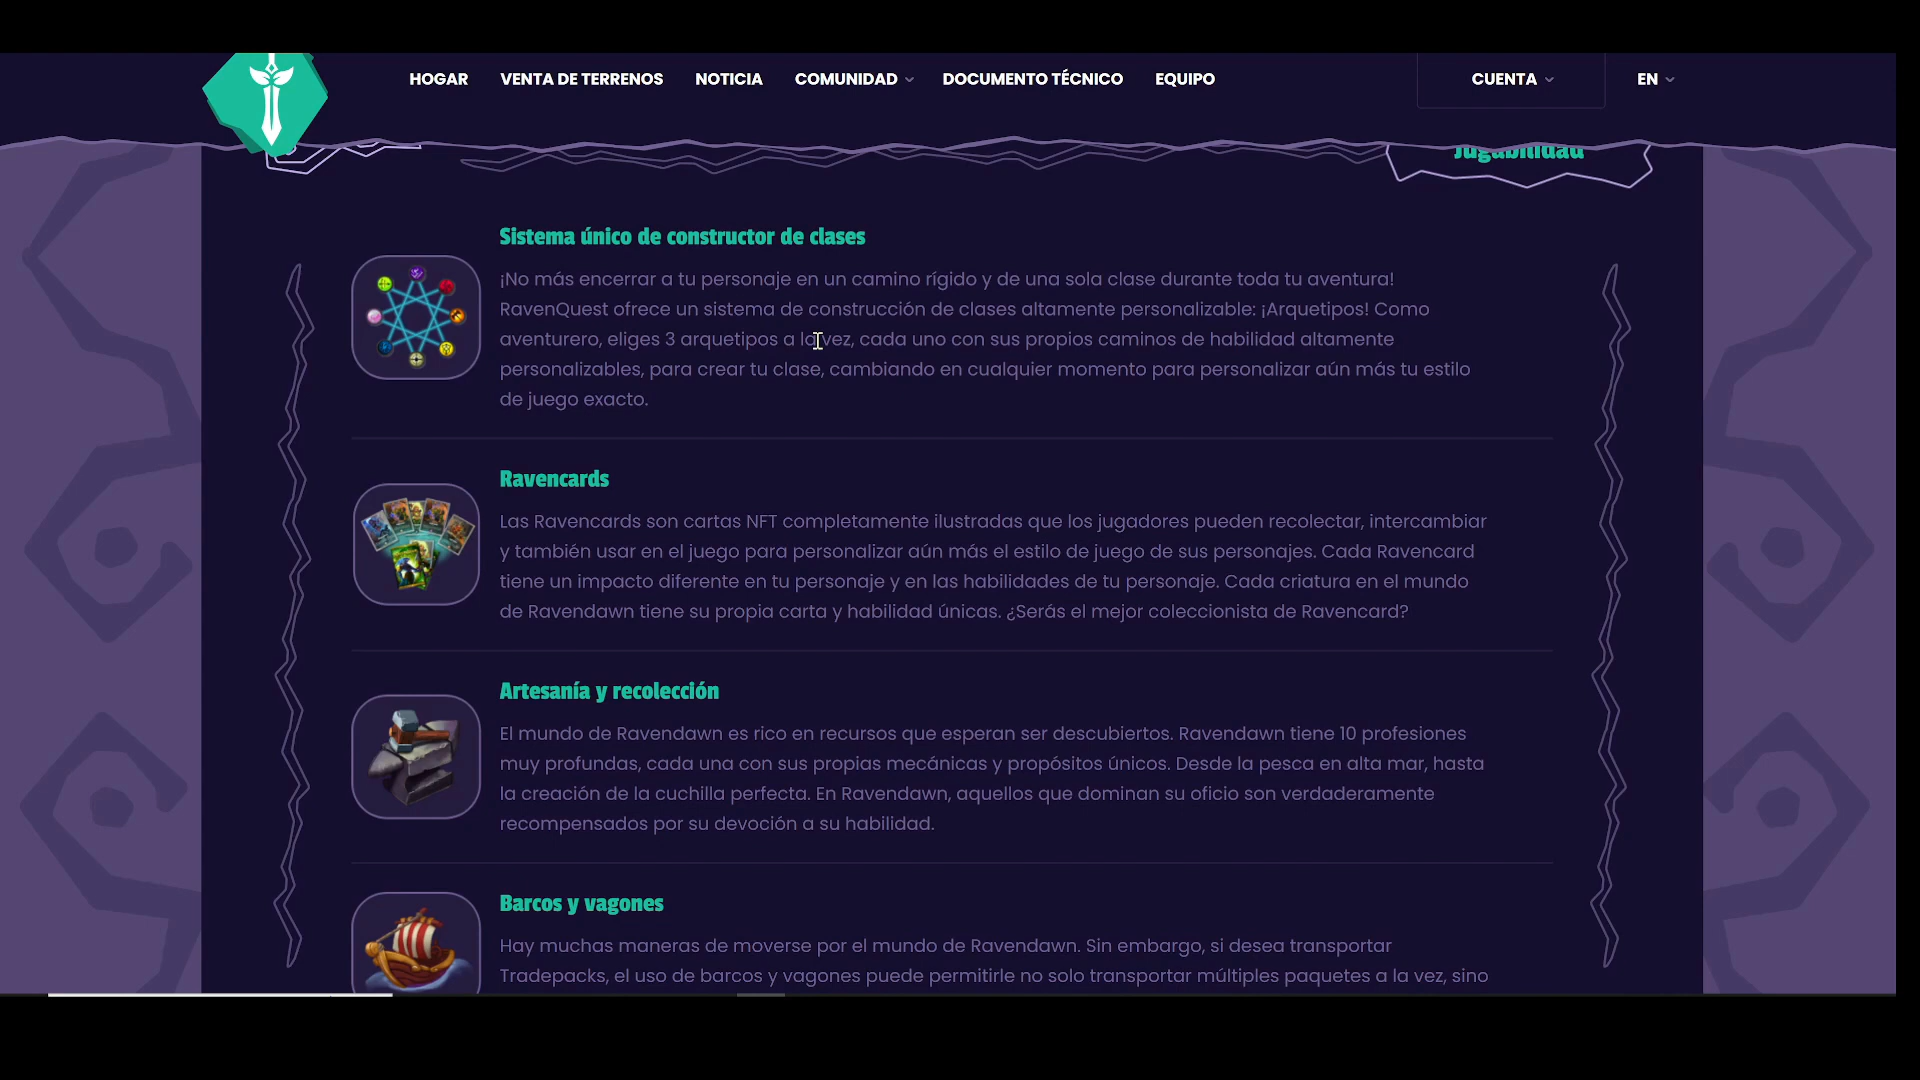 HOGAR VENTA DE TERRENOS NOTICIA COMUNIDAD DOCUMENTO TÉCNICO EQUIPO CUENTA EN
Jugabilidad
Sistema único de constructor de clases
¡No más encerrar a tu personaje en un camino rígido y de una sola clase durante toda tu aventura!
RavenQuest ofrece un sistema de construcción de clases altamente personalizable: ¡Arquetipos! Como
aventurero, eliges 3 arquetipos a la vez, cada uno con sus propios caminos de habilidad altamente
personalizables, para crear tu clase, cambiando en cualquier momento para personalizar aún más tu estilo
de juego exacto.
Ravencards
Las Ravencards son cartas NFT completamente ilustradas que los jugadores pueden recolectar, intercambiar
y también usar en el juego para personalizar aún más el estilo de juego de sus personajes. Cada Ravencard
tiene un impacto diferente en tu personaje y en las habilidades de tu personaje. Cada criatura en el mundo
de Ravendawn tiene su propia carta y habilidad únicas. ¿Serás el mejor coleccionista de Ravencard?
Artesanía y recolección
El mundo de Ravendawn es rico en recursos que esperan ser descubiertos. Ravendawn tiene 10 profesiones
muy profundas, cada una con sus propias mecánicas y propósitos únicos. Desde la pesca en alta mar, hasta
la creación de la cuchilla perfecta. En Ravendawn, aquellos que dominan su oficio son verdaderamente
recompensados por su devoción a su habilidad.
Barcos y vagones
Hay muchas maneras de moverse por el mundo de Ravendawn. Sin embargo, si desea transportar
Tradepacks, el uso de barcos y vagones puede permitirle no solo transportar múltiples paquetes a la vez, sino